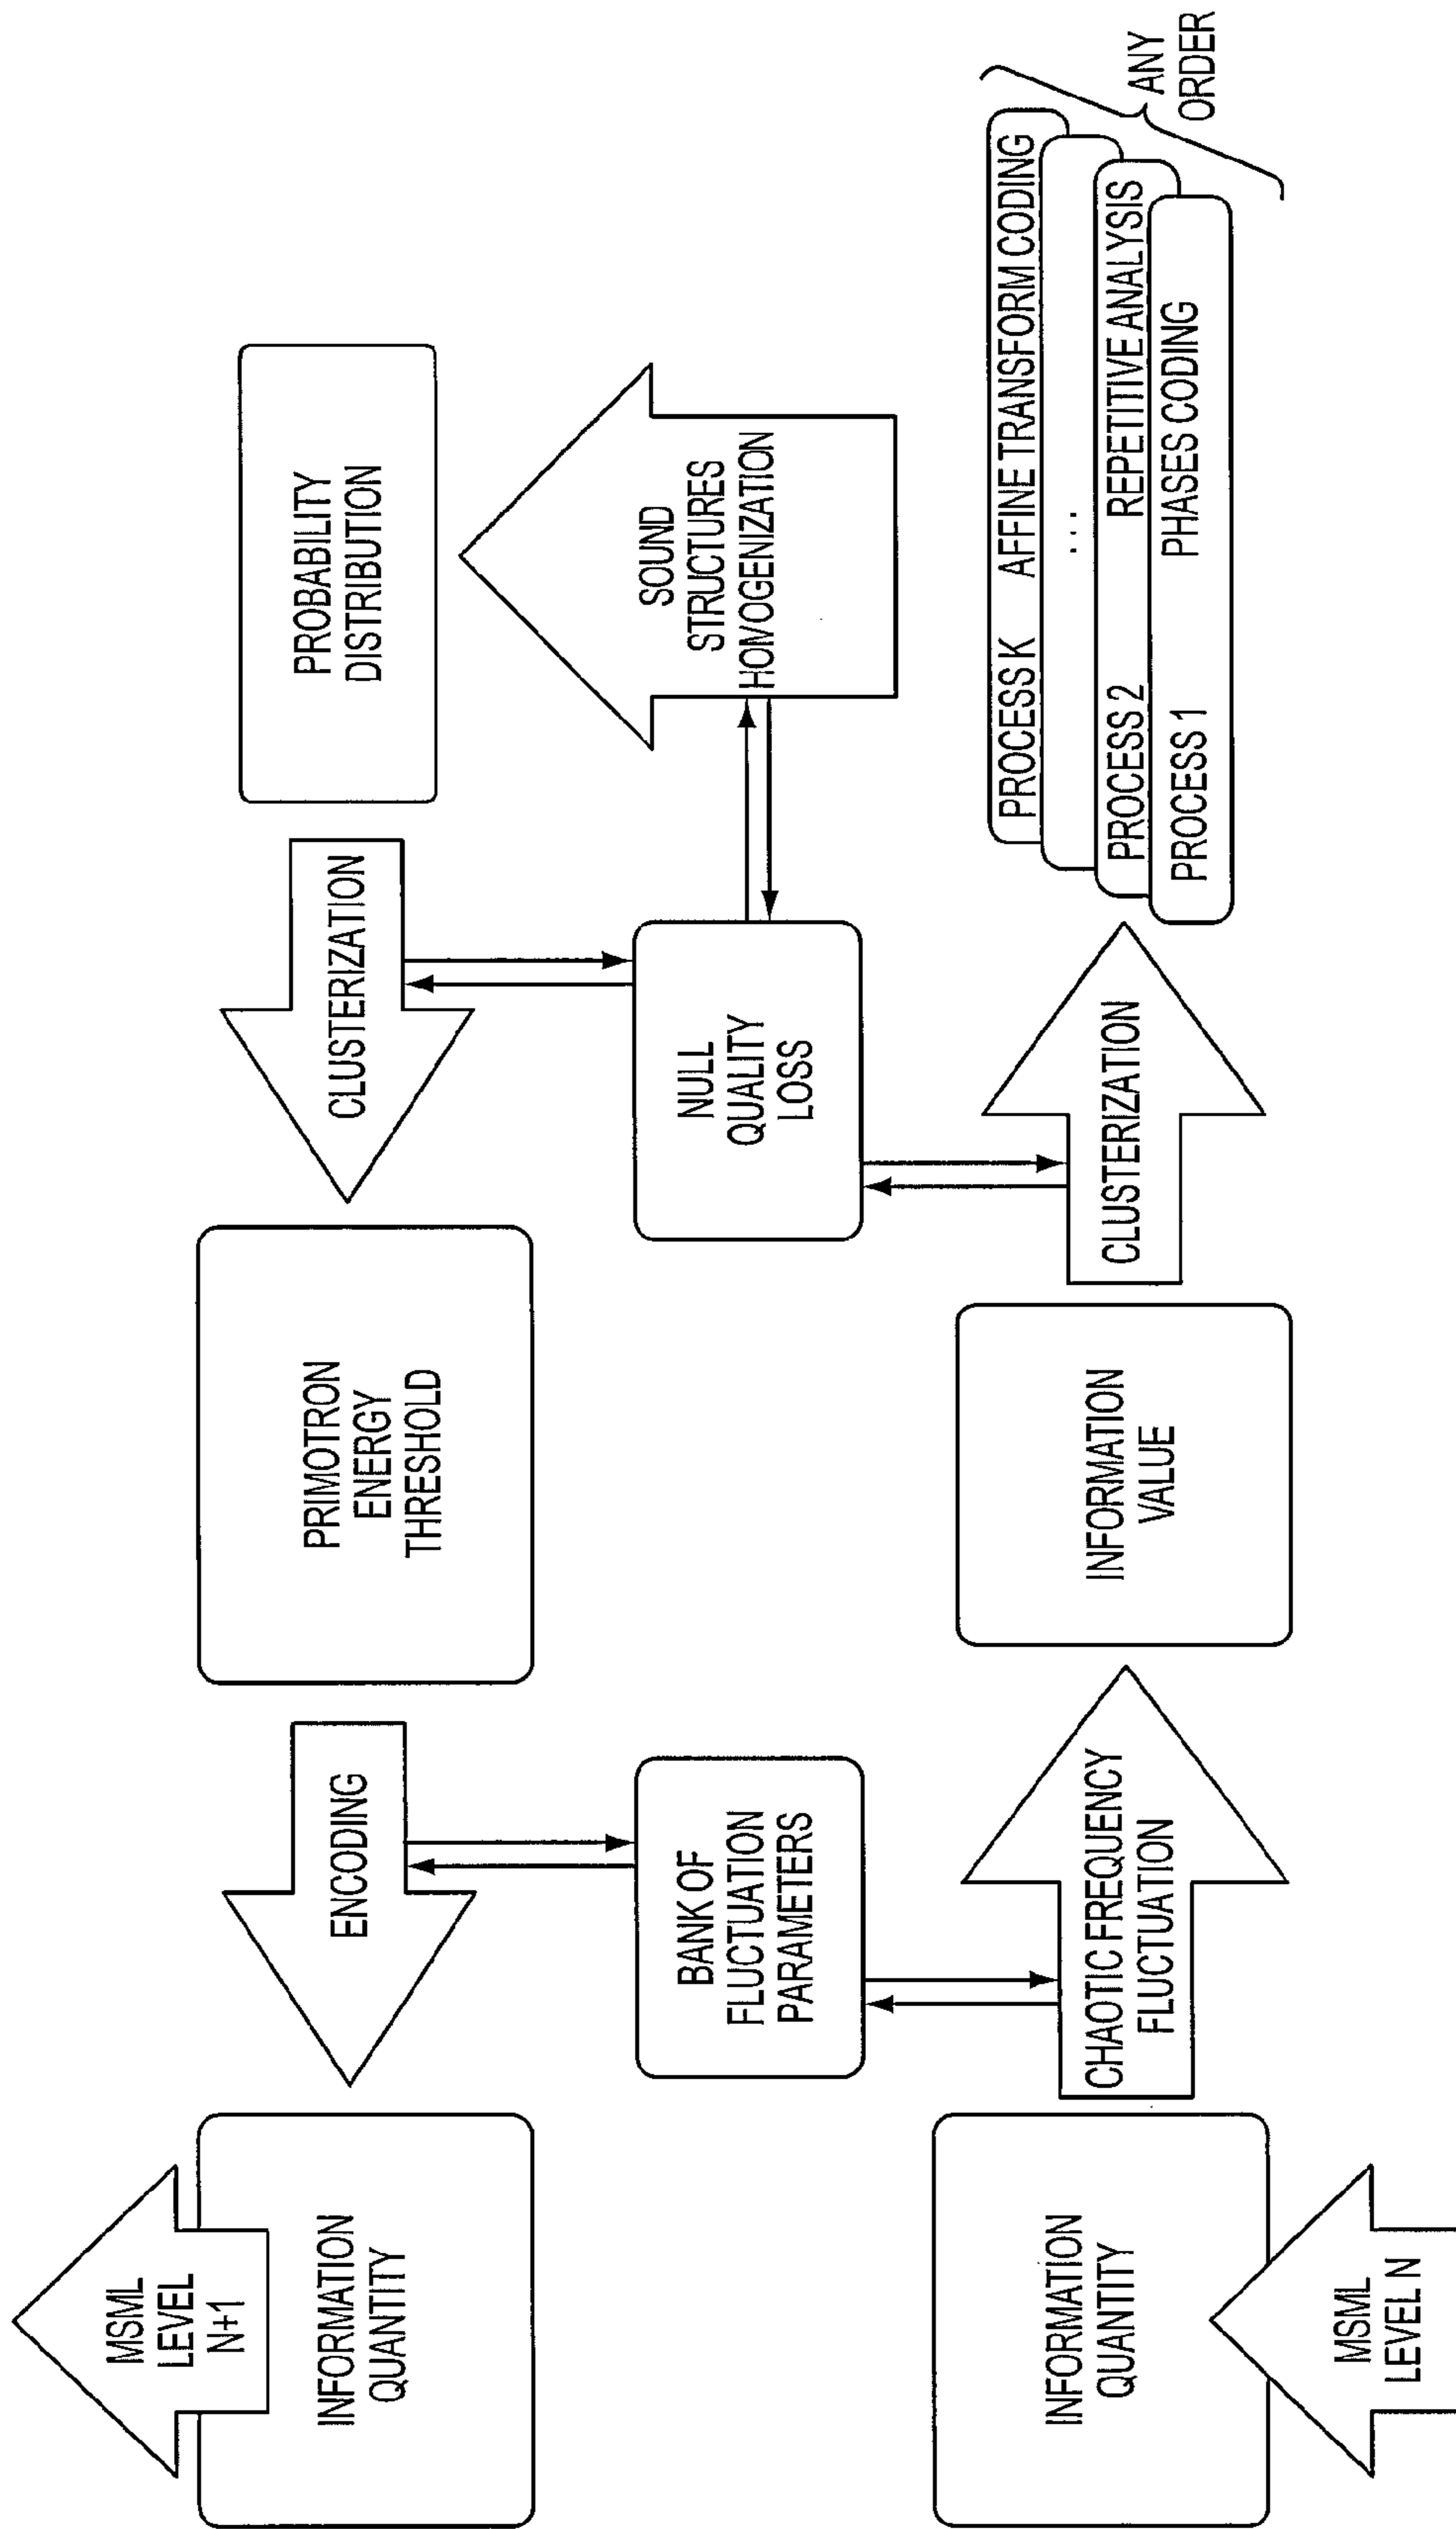 MSML
LEVEL
N+1
INFORMATION
QUANTITY
ENCODING
PRIMOTRON
ENERGY
THRESHOLD
CLUSTERIZATION
PROBABILITY
DISTRIBUTION
BANK OF
FLUCTUATION
PARAMETERS
NULL
QUALITY
LOSS
SOUND
STRUCTURES
HOMOGENIZATION
MSML
LEVEL N
INFORMATION
QUANTITY
CHAOTIC FREQUENCY
FLUCTUATION
INFORMATION
VALUE
CLUSTERIZATION
PROCESS K AFFINE TRANSFORM CODING
...
PROCESS 2 REPETITIVE ANALYSIS
PROCESS 1 PHASES CODING
ANY
ORDER